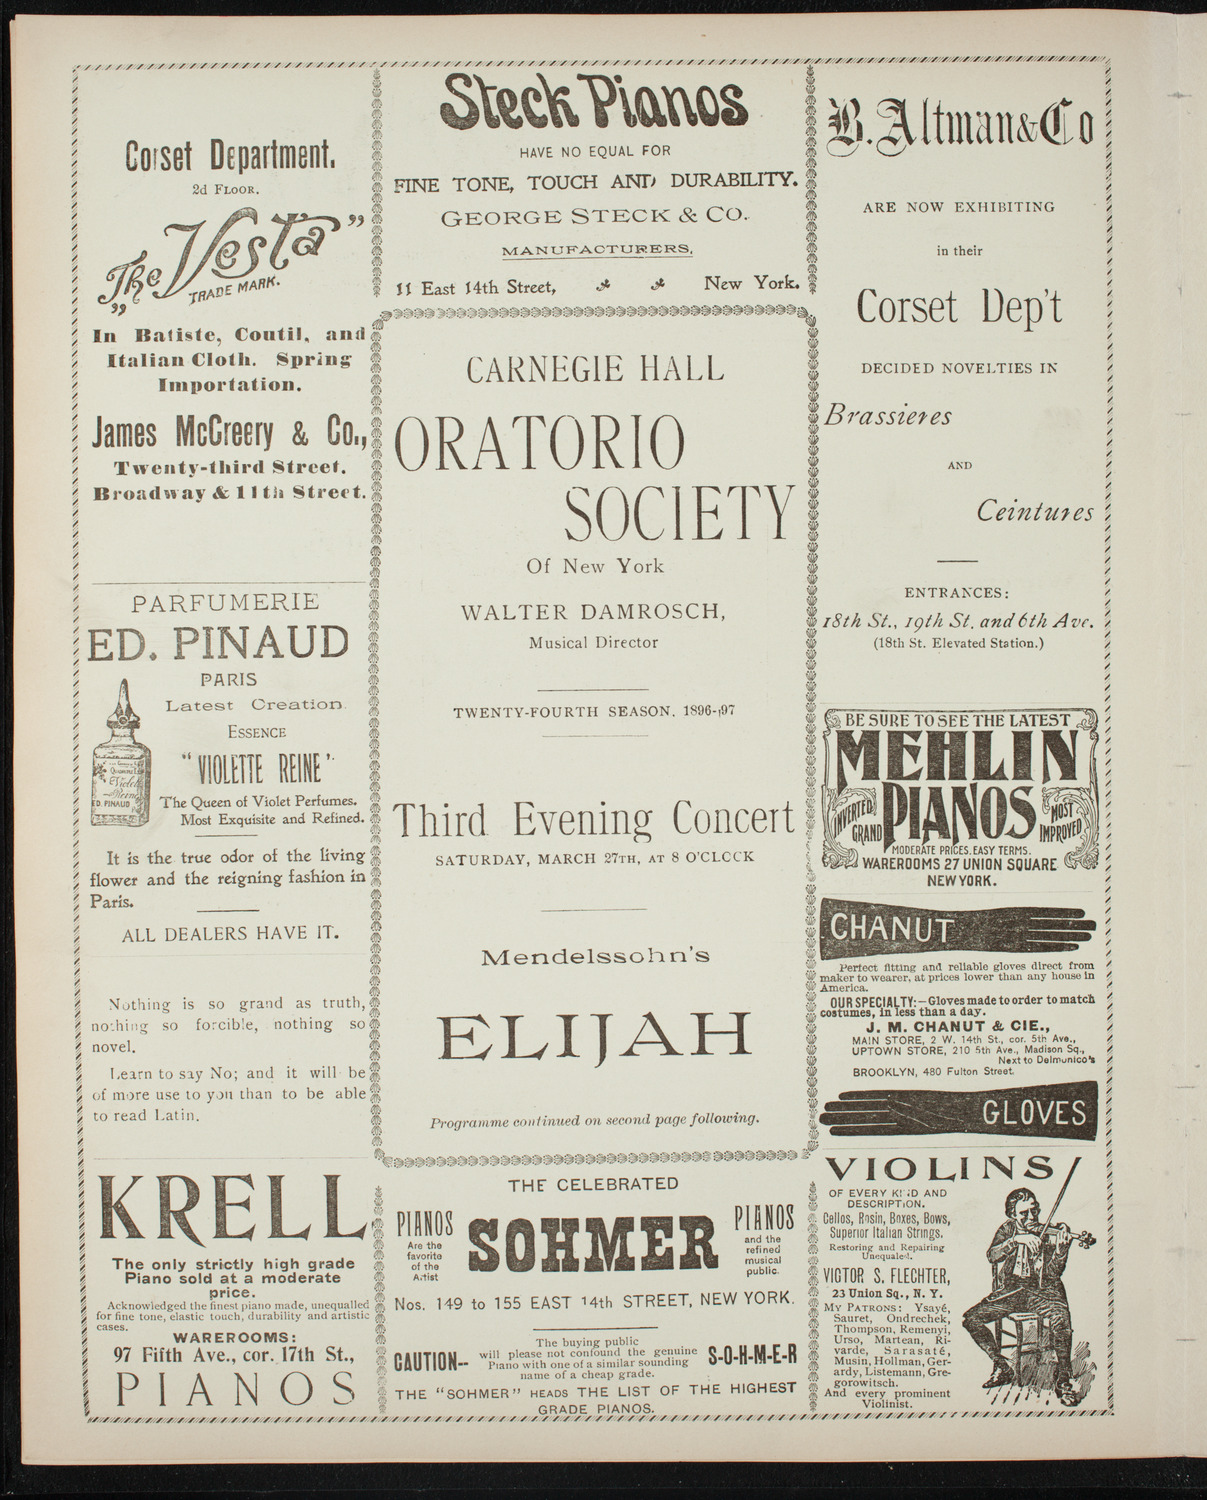 Corset Department.
2d FLOOR.
"The Vesta"
TRADE MARK.
In Batiste, Coutil, and
Italian Cloth. Spring
Importation.
James McCreery & Co.,
Twenty-third Street.
Broadway & 11th Street.
PARFUMERIE
ED. PINAUD
PARIS
Latest Creation
ESSENCE
"VIOLETTE REINE"
The Queen of Violet Perfumes.
Most Exquisite and Refined.
ED. PINAUD
It is the true odor of the living
flower and the reigning fashion in
Paris.
ALL DEALERS HAVE IT.
Nothing is so grand as truth,
nothing so forcible, nothing so
novel.
Learn to say No; and it will be
of more use to you than to be able
to read Latin.
KRELL
The only strictly high grade
Piano sold at a moderate
price.
Acknowledged the finest piano made, unequalled
for fine tone, elastic touch, durability and artistic
cases.
WAREROOMS:
97 Fifth Ave., cor. 17th St.,
PIANOS
Steck Pianos
HAVE NO EQUAL FOR
FINE TONE, TOUCH AND DURABILITY.
GEORGE STECK & CO.
MANUFACTURERS,
11 East 14th Street, New York.
CARNEGIE HALL
ORATORIO
SOCIETY
Of New York
WALTER DAMROSCH,
Musical Director
TWENTY-FOURTH SEASON, 1896-97
Third Evening Concert
SATURDAY, MARCH 27TH, AT 8 O'CLOCK
Mendelssohn's
ELIJAH
Programme continued on second page following.
THE CELEBRATED
PIANOS
Are the
favorite
of the
Artist
SOHMER
PIANOS
and the
refined
musical
public.
Nos. 149 to 155 EAST 14th STREET, NEW YORK.
CAUTION--
The buying public
will please not confound the genuine
Piano with one of a similar sounding
name of a cheap grade.
S-O-H-M-E-R
THE "SOHMER" HEADS THE LIST OF THE HIGHEST
GRADE PIANOS.
B. Altman & Co
ARE NOW EXHIBITING
in their
Corset Dep't
DECIDED NOVELTIES IN
Brassieres
AND
Ceintures
ENTRANCES:
18th St., 19th St. and 6th Ave.
(18th St. Elevated Station.)
BE SURE TO SEE THE LATEST
MEHLIN
INVERTED
GRAND
PIANOS
MOST
IMPROVED
MODERATE PRICES. EASY TERMS.
WAREROOMS 27 UNION SQUARE
NEW YORK.
CHANUT
Perfect fitting and reliable gloves direct from
maker to wearer, at prices lower than any house in
America.
OUR SPECIALTY:—Gloves made to order to match
costumes, in less than a day.
J. M. CHANUT & CIE.,
MAIN STORE, 2 W. 14th St., cor. 5th Ave.,
UPTOWN STORE, 210 5th Ave., Madison Sq.,
Next to Delmonico's
BROOKLYN, 480 Fulton Street.
GLOVES
VIOLINS
OF EVERY KIND AND
DESCRIPTION.
Cellos, Rosin, Boxes, Bows,
Superior Italian Strings.
Restoring and Repairing
Unequaled.
VICTOR S. FLECHTER,
23 Union Sq., N. Y.
MY PATRONS: Ysayé,
Sauret, Ondrechek,
Thompson, Remenyi,
Urso, Marteau, Ri-
varde, Sarasaté,
Musin, Hollman, Ger-
ardy, Listemann, Gre-
gorowitsch.
And every prominent
Violinist.